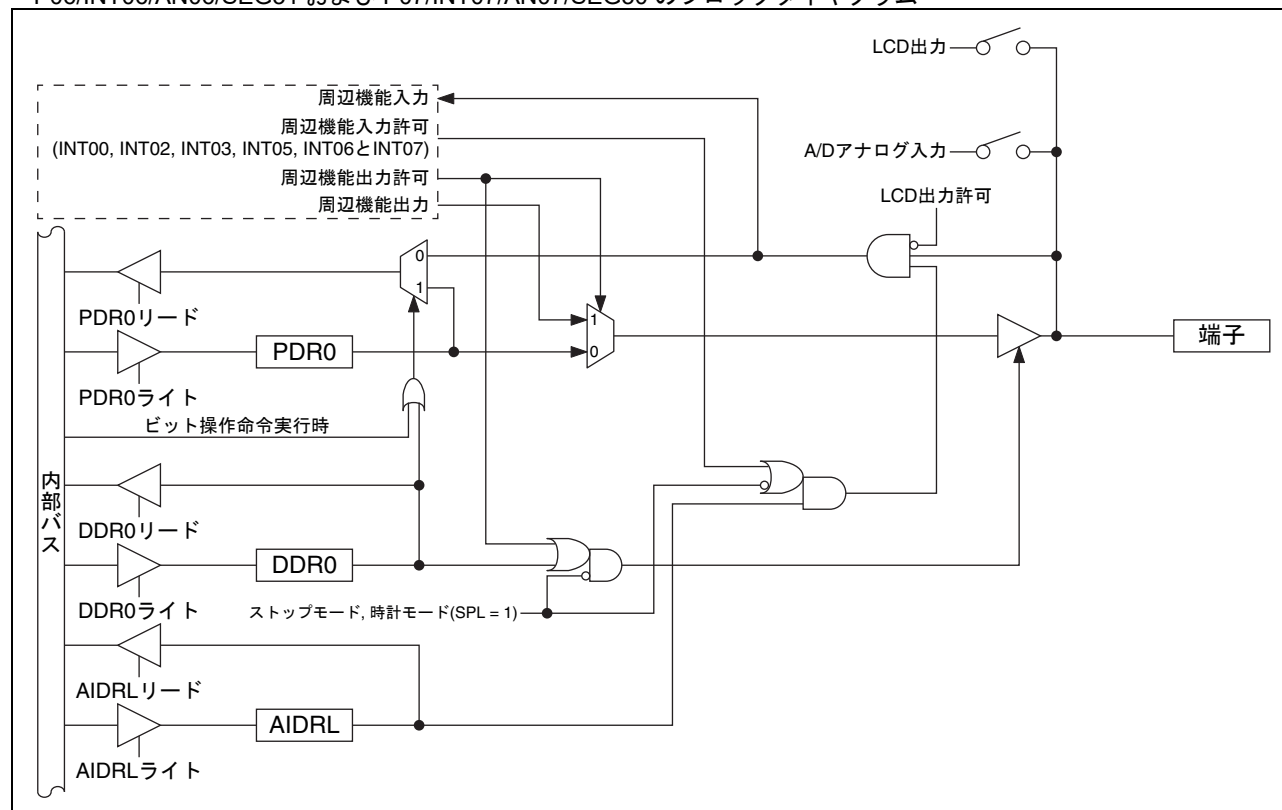 P06/INT06/AN06/SEG31 および P07/INT07/AN07/SEG30 のブロックダイヤグラム
LCD出力
周辺機能入力
周辺機能入力許可
(INT00, INT02, INT03, INT05, INT06とINT07)
A/Dアナログ入力
周辺機能出力許可
LCD出力許可
周辺機能出力
0
1
PDR0リード
1
端子
PDR0
0
PDR0ライト
ビット操作命令実行時
内部バス
DDR0リード
DDR0
DDR0ライト
ストップモード, 時計モード(SPL = 1)
AIDRLリード
AIDRL
AIDRLライト